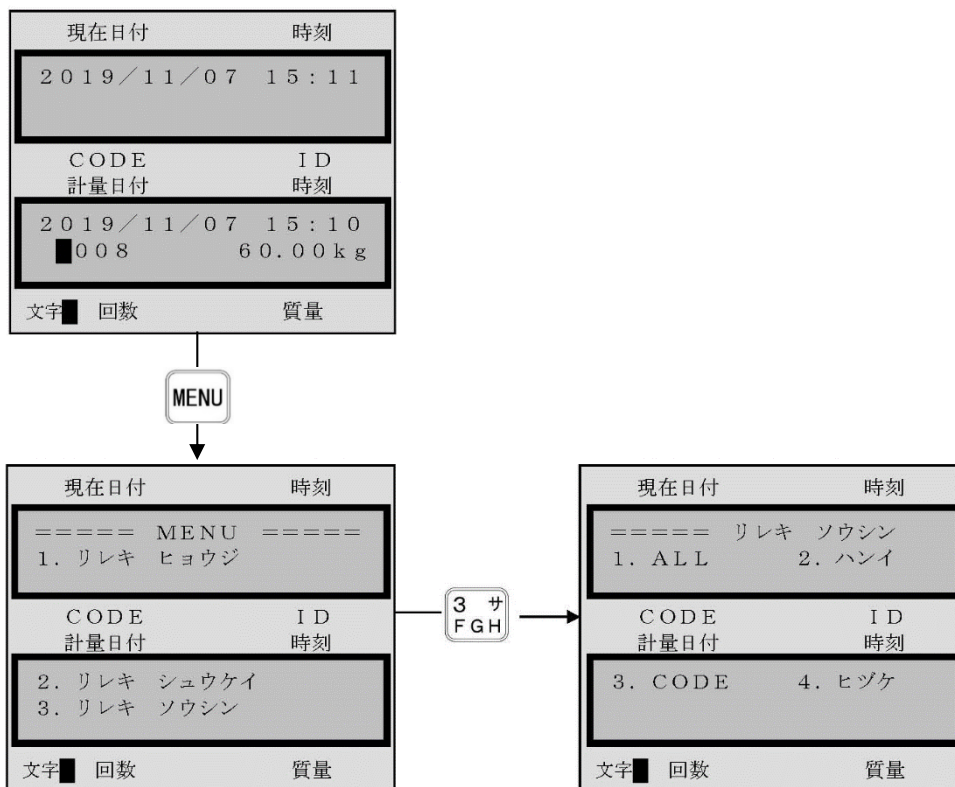 現在日付 時刻
2019/11/07 15:11
CODE ID
計量日付 時刻
2019/11/07 15:10
008 60.00kg
文字 回数 質量
MENU
現在日付 時刻
===== MENU =====
1. リレキ ヒョウジ
CODE ID
計量日付 時刻
2. リレキ シュウケイ
3. リレキ ソウシン
文字 回数 質量
3 サ
FGH
現在日付 時刻
===== リレキ ソウシン
1. ALL 2. ハンイ
CODE ID
計量日付 時刻
3. CODE 4. ヒヅケ
文字 回数 質量